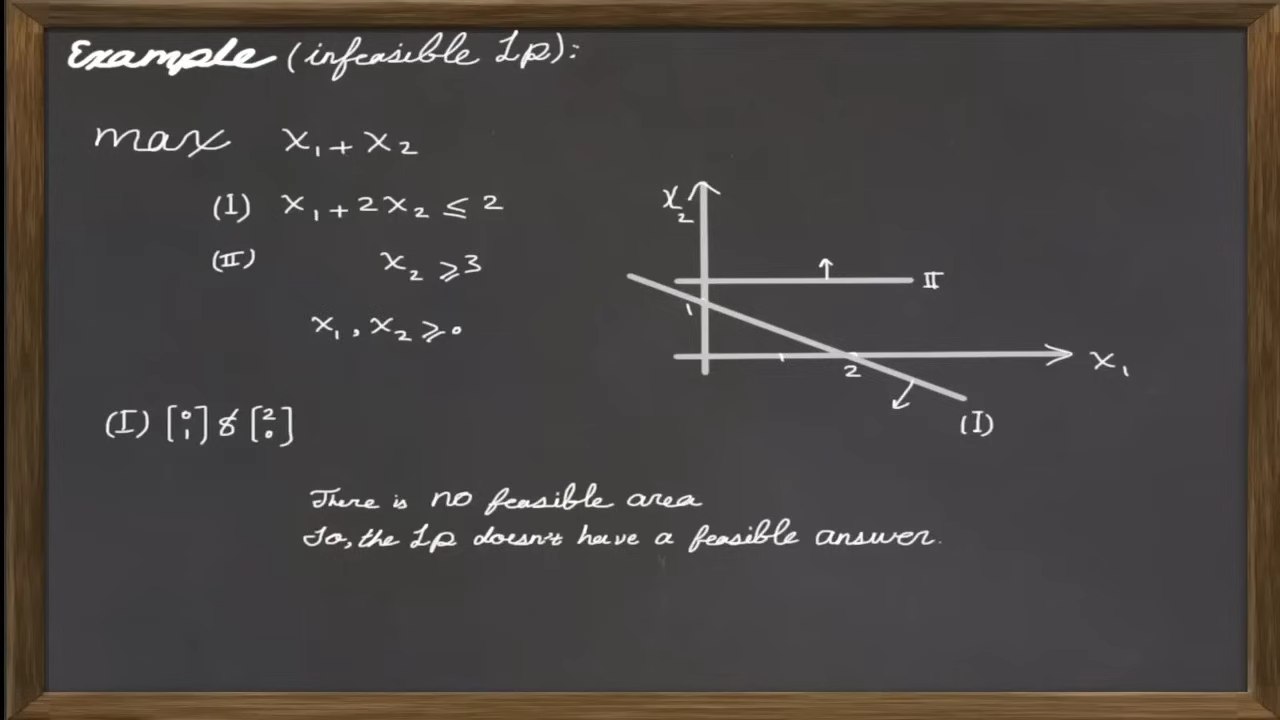 Example (infeasible Lp):
max x₁ + x₂
(I) x₁ + 2x₂ ≤ 2
(II) x₂ ≥ 3
x₁, x₂ ≥ 0
x₂
II
1
1
2
x₁
(I)
(I) [0 1] & [2 0]
There is no feasible area
So, the Lp doesn't have a feasible answer.